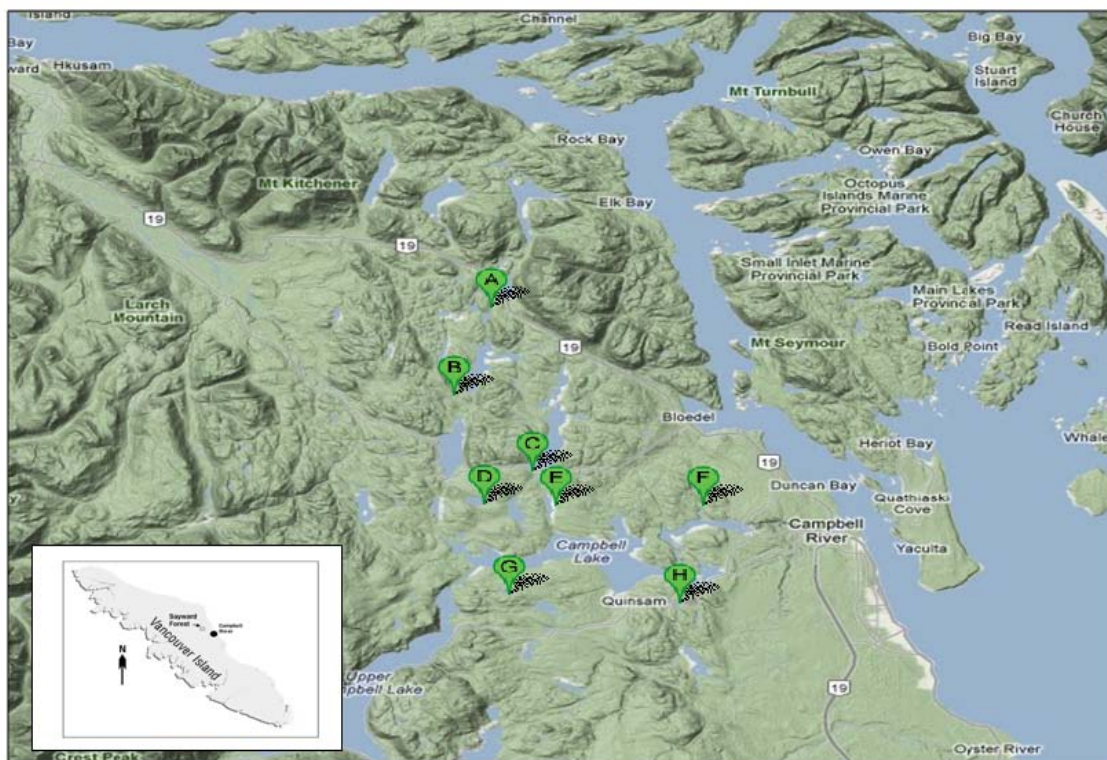 Island
Channel
Big Bay
Bay
ward
Hkusam
Mt Turnbull
Stuart
Island
Church
House
Rock Bay
Owen Bay
Mt Kitchener
Octopus
Islands Marine
Provincial Park
Elk Bay
19
19
Small Inlet Marine
Provincial Park
A
Main Lakes
Provincial Park
Larch
Mountain
Read Island
19
Mt Seymour
Bold Point
B
Bloedel
C
Heriot Bay
Whale
19
D
E
F
Duncan Bay
Quathiaski
Cove
Campbell
River
Campbell
Lake
Yaculta
G
H
Quinsam
Sayward
Forest
Campbell
River
Vancouver Island
N
Upper
mpbell Lake
19
Oyster River
Crest Peak